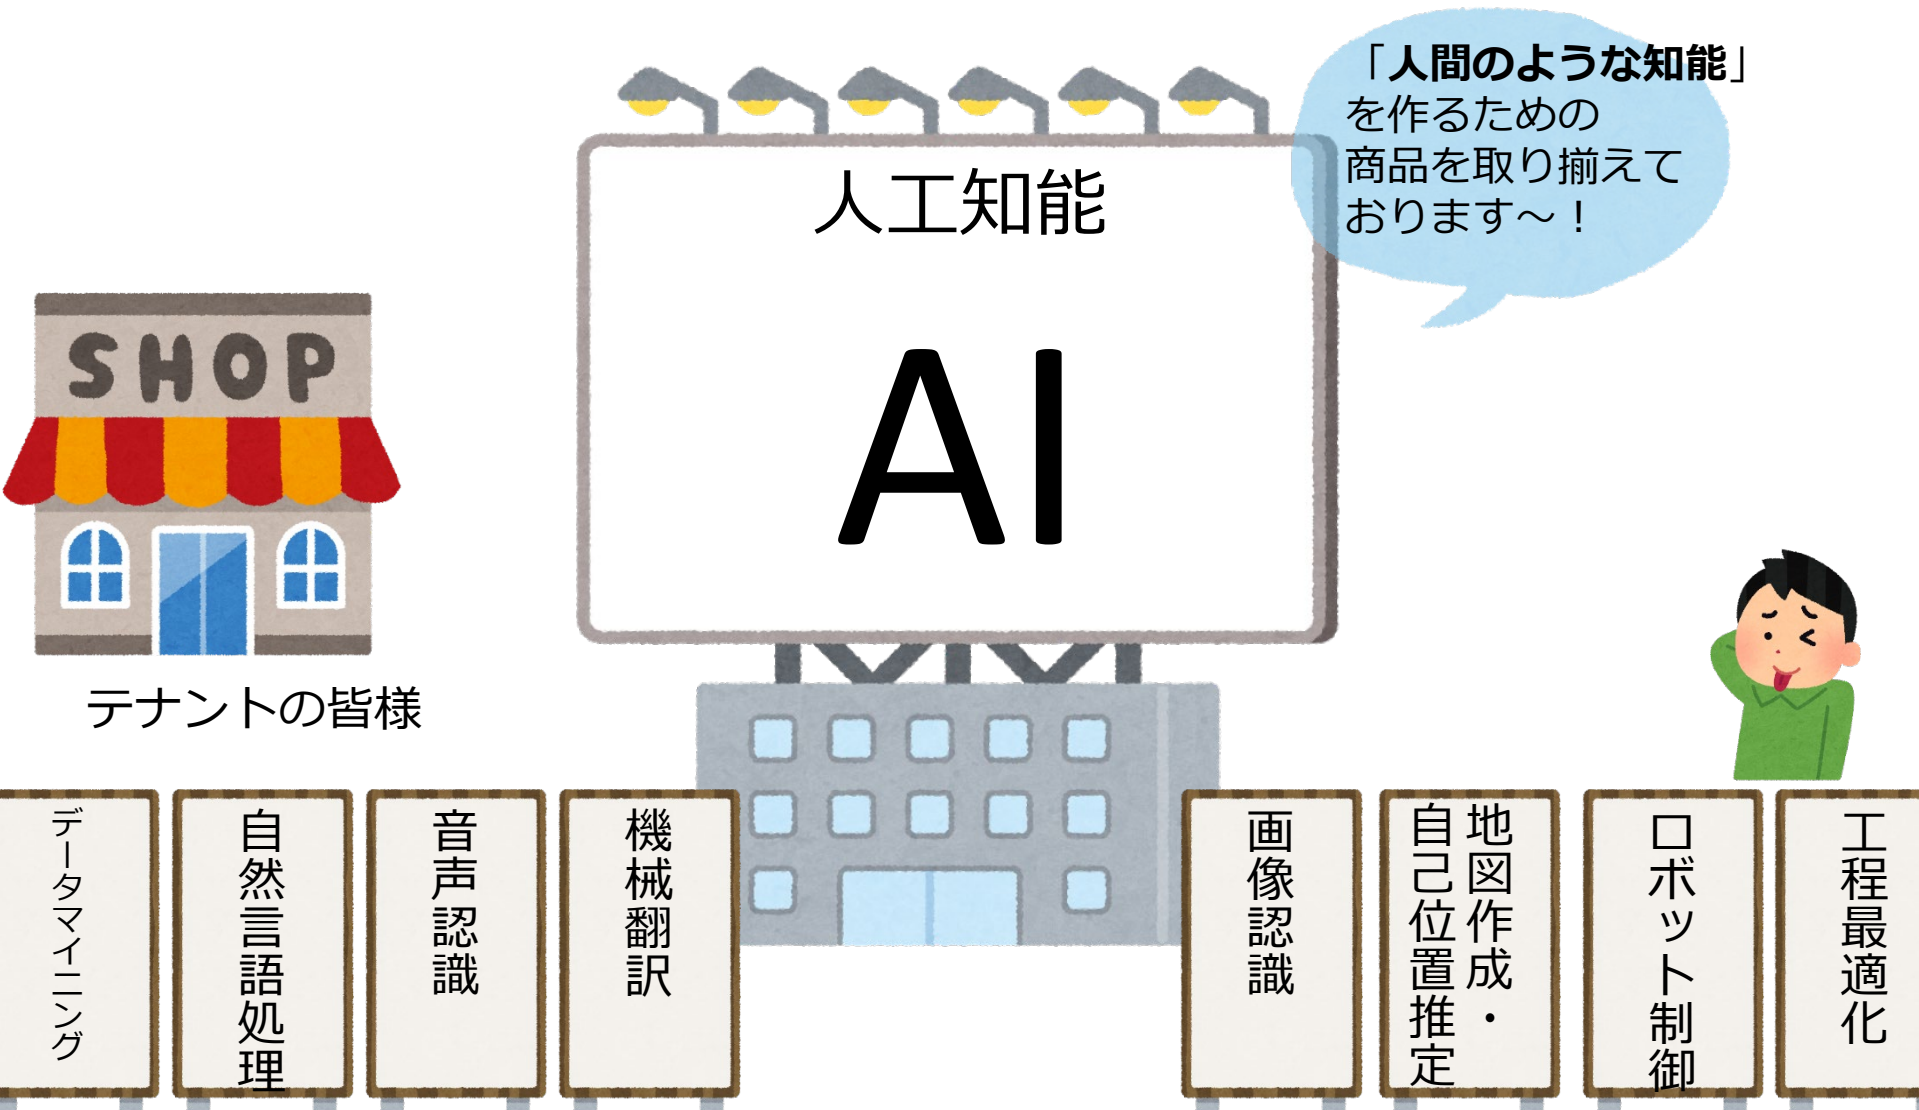 「人間のような知能」
を作るための
商品を取り揃えて
おります～！
人工知能
AI
SHOP
テナントの皆様
データマイニング
自然言語処理
音声認識
機械翻訳
画像認識
地図作成・
自己位置推定
ロボット制御
工程最適化